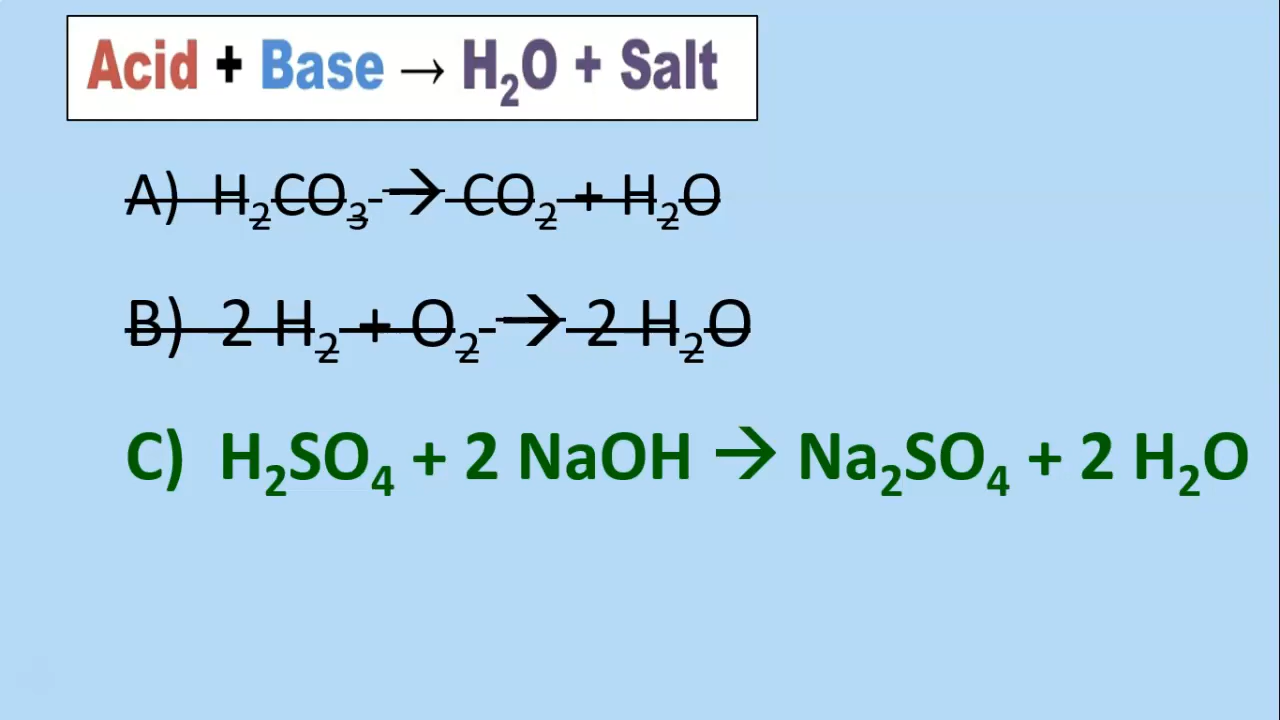 Acid + Base → H₂O + Salt
A) H₂CO₃ → CO₂ + H₂O
B) 2 H₂ + O₂ → 2 H₂O
C) H₂SO₄ + 2 NaOH → Na₂SO₄ + 2 H₂O